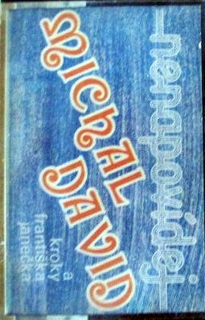 nenapovídej
MICHAL
DAVID
a
kroky
františka
janečka